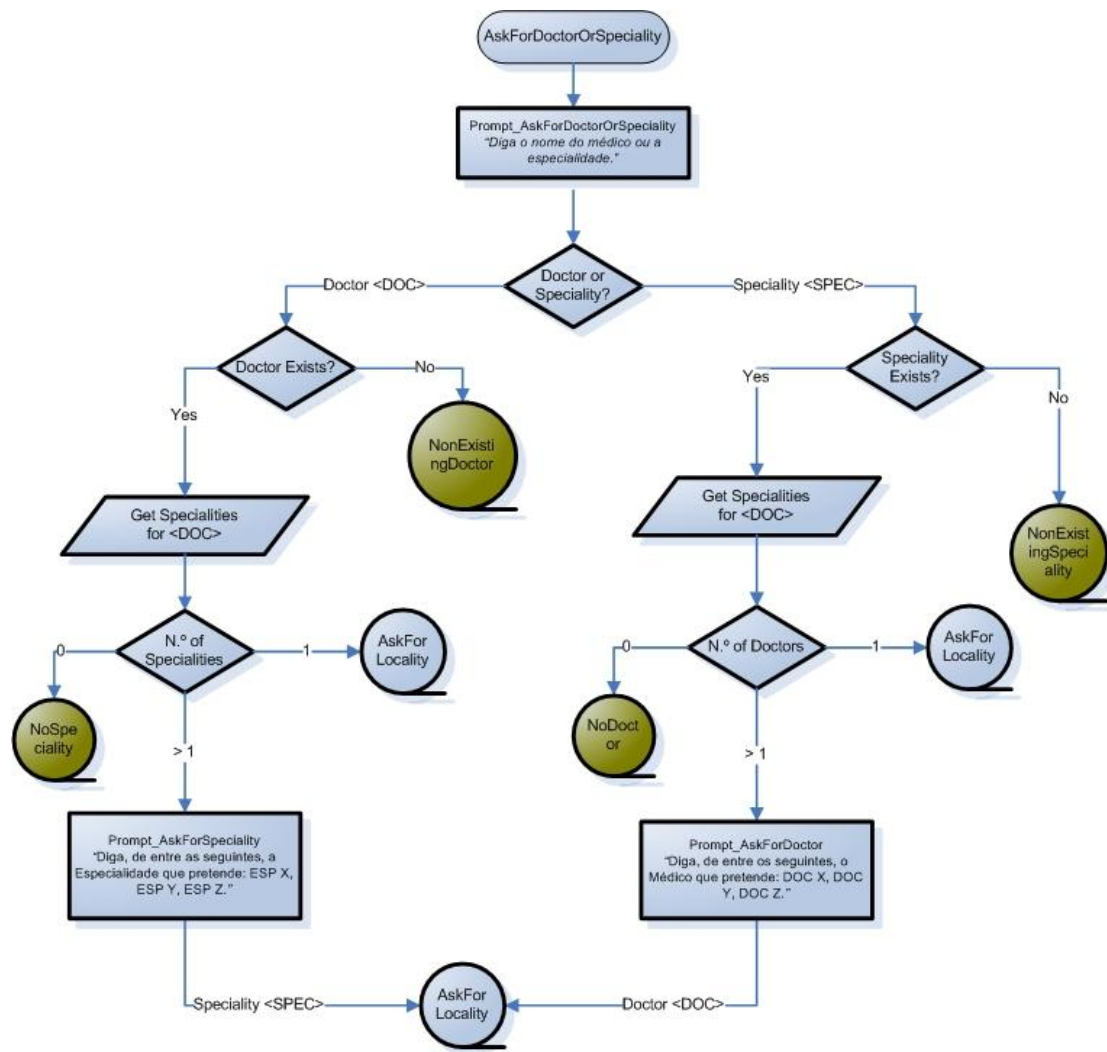 AskForDoctorOrSpeciality
Prompt_AskForDoctorOrSpeciality
"Diga o nome do médico ou a
especialidade."
Doctor or
Speciality?
Doctor <DOC>
Speciality <SPEC>
Doctor Exists?
No
Yes
NonExisti
ngDoctor
Speciality
Exists?
Yes
No
Get Specialities
for <DOC>
Get Specialities
for <DOC>
NonExist
ingSpeci
ality
N.º of
Specialities
0
1
AskFor
Locality
NoSpe
ciality
> 1
N.º of Doctors
0
1
AskFor
Locality
NoDoct
or
> 1
Prompt_AskForSpeciality
"Diga, de entre as seguintes, a
Especialidade que pretende: ESP X,
ESP Y, ESP Z."
Prompt_AskForDoctor
"Diga, de entre os seguintes, o
Médico que pretende: DOC X, DOC
Y, DOC Z."
Speciality <SPEC>
AskFor
Locality
Doctor <DOC>